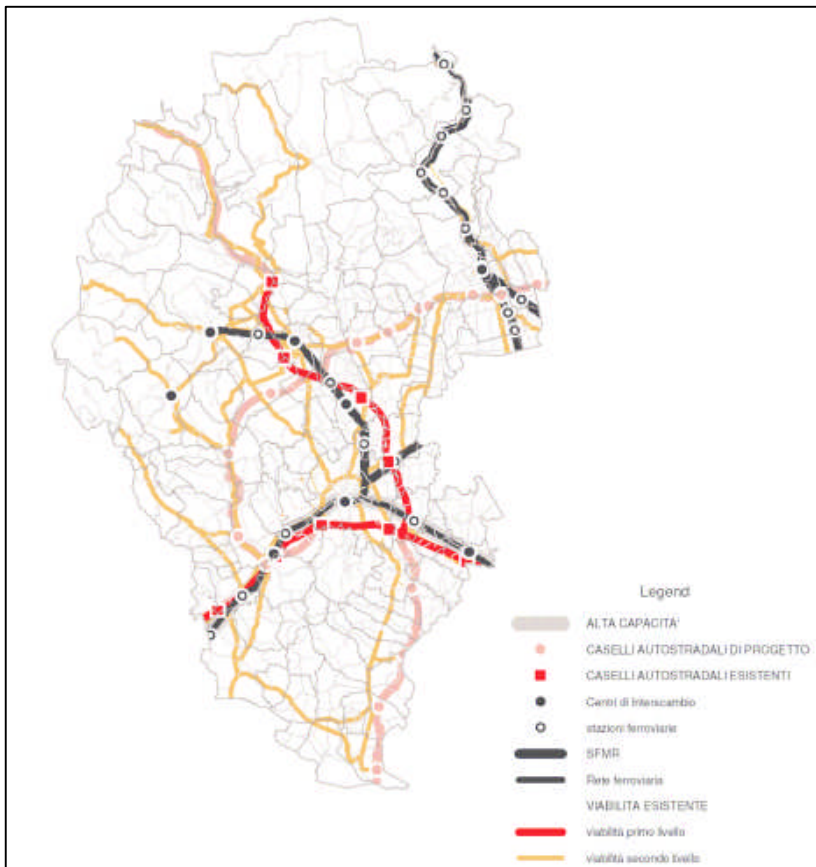 Legend
ALTA CAPACITA'
CASELLI AUTOSTRADALI DI PROGETTO
CASELLI AUTOSTRADALI ESISTENTI
Centri di Interscambio
stazioni ferroviarie
SFMR
Rete ferroviaria
VIABILITA ESISTENTE
viabilità primo livello
viabilità secondo livello